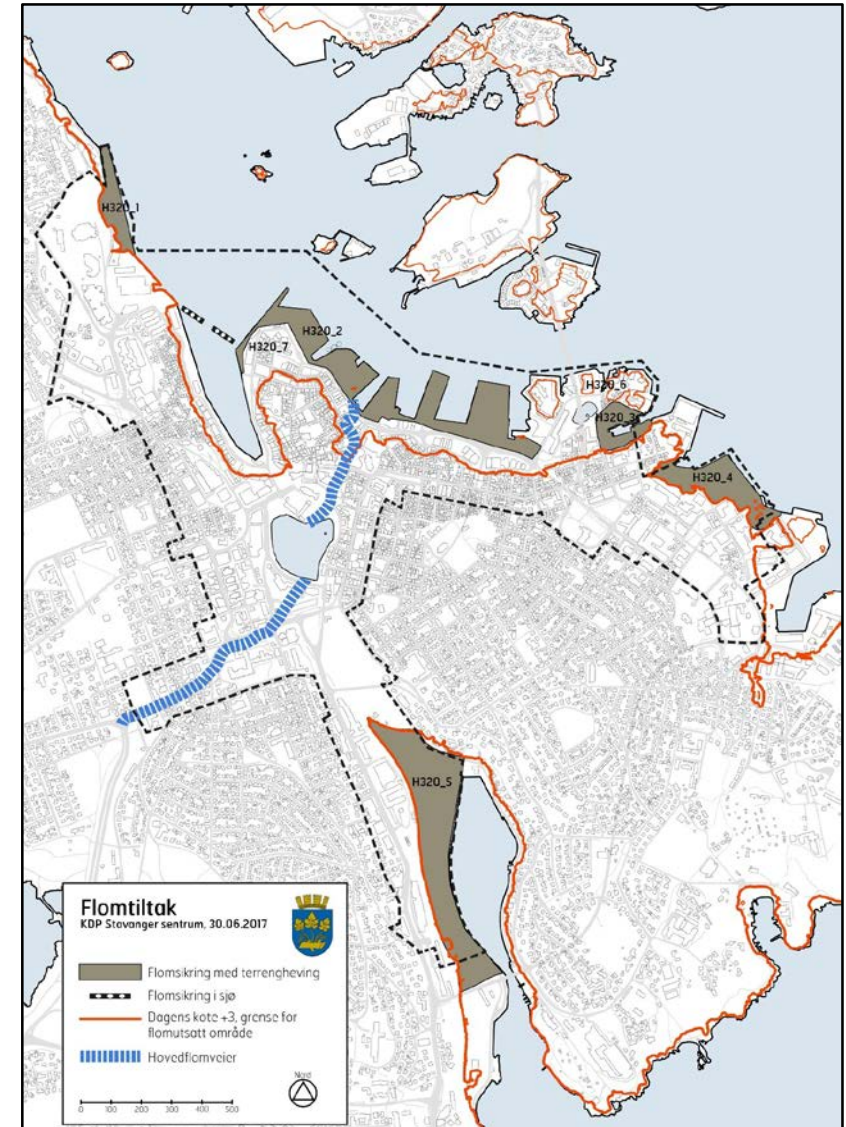 H320_1
H320_2
H320_7
H320_6
H320_3
H320_4
H320_5
Flomtiltak
KDP Stavanger sentrum, 30.06.2017
Flomsikring med terrengheving
Flomsikring i sjø
Dagens kote +3, grense for
flomutsatt område
Hovedflomveier
Nord
0 100 200 300 400 500